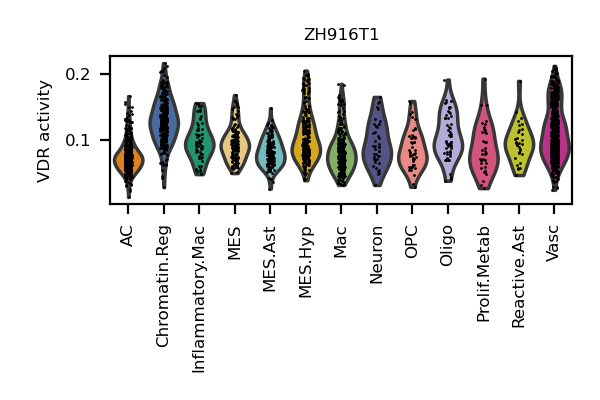 ZH916T1
VDR activity
0.2
0.1
AC
Chromatin.Reg
Inflammatory.Mac
MES
MES.Ast
MES.Hyp
Mac
Neuron
OPC
Oligo
Prolif.Metab
Reactive.Ast
Vasc